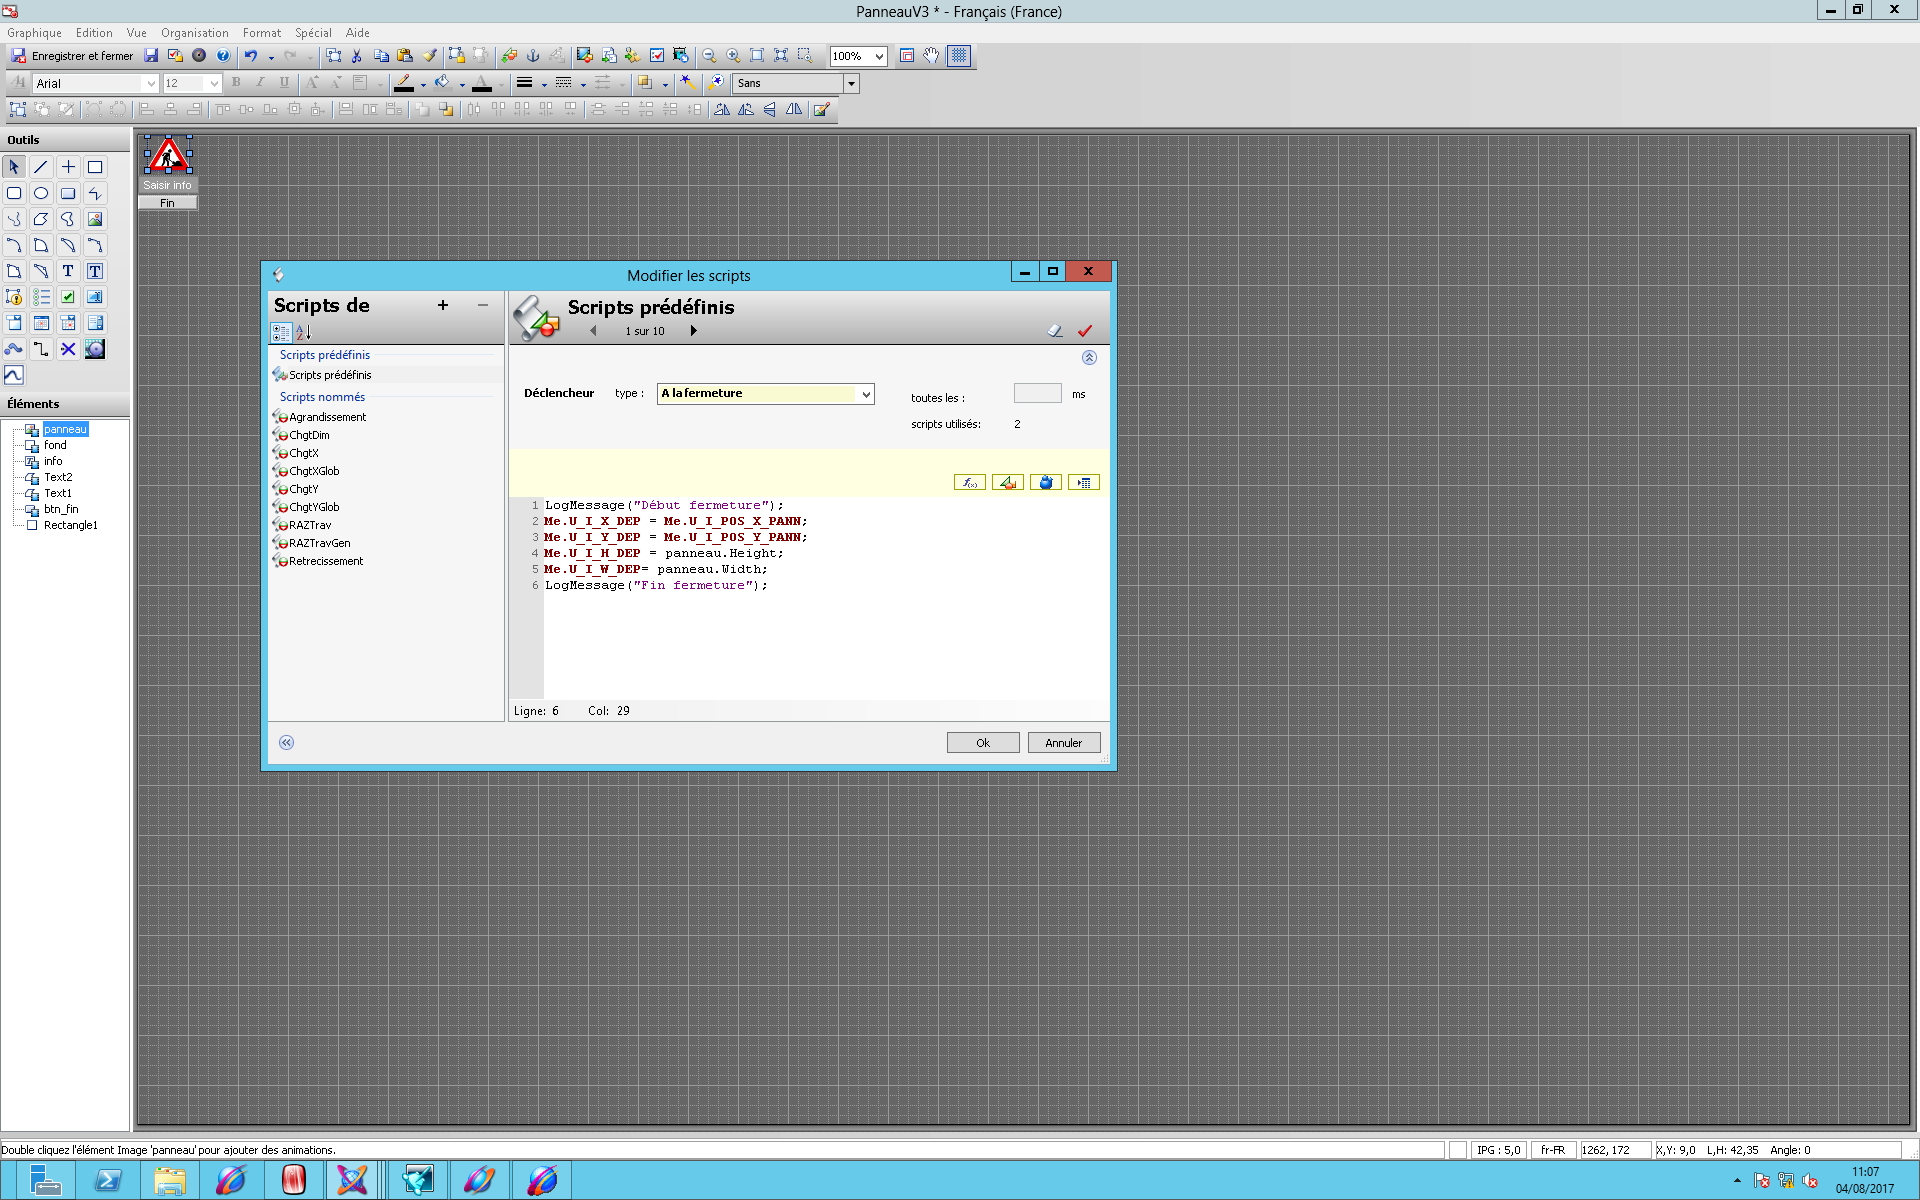 PanneauV3 * - Français (France)
Graphique Edition Vue Organisation Format Spécial Aide
Enregistrer et fermer 100%
Arial 12 B I U Sans
Outils
Saisir info
Fin
T T
Éléments
panneau
fond
info
Text2
Text1
btn_fin
Rectangle1
Modifier les scripts
Scripts de + −
Scripts prédéfinis
1 sur 10
Scripts prédéfinis
Scripts prédéfinis
Scripts nommés
Agrandissement
ChgtDim
ChgtX
ChgtXGlob
ChgtY
ChgtYGlob
RAZTrav
RAZTravGen
Retrecissement
Déclencheur type : A la fermeture toutes les : ms
scripts utilisés: 2
1 LogMessage("Début fermeture");
2 Me.U_I_X_DEP = Me.U_I_POS_X_PANN;
3 Me.U_I_Y_DEP = Me.U_I_POS_Y_PANN;
4 Me.U_I_H_DEP = panneau.Height;
5 Me.U_I_W_DEP= panneau.Width;
6 LogMessage("Fin fermeture");
Ligne: 6 Col: 29
Ok Annuler
Double cliquez l'élément Image 'panneau' pour ajouter des animations. IPG : 5,0 fr-FR 1262, 172 X,Y: 9,0 L,H: 42,35 Angle: 0
11:07
04/08/2017